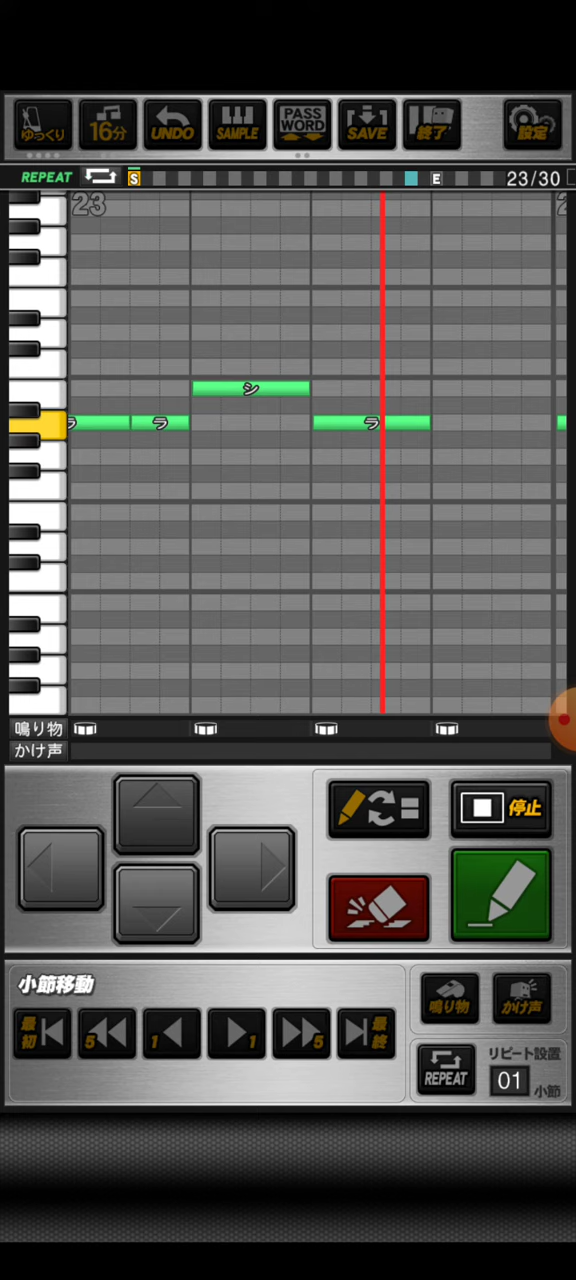 ゆっくり 16分 UNDO SAMPLE PASS WORD SAVE 終了 設定
REPEAT S E 23/30
23
シ
ラ ラ ラ
鳴り物
かけ声
停止
小節移動
最初 5 1 1 5 最終
鳴り物 かけ声
REPEAT リピート設置 01 小節